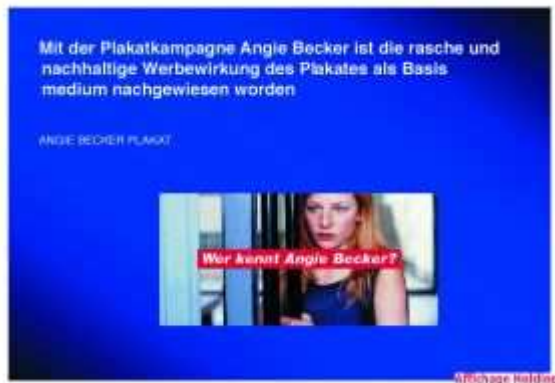 Mit der Plakatkampagne Angie Becker ist die rasche und
nachhaltige Werbewirkung des Plakates als Basis
medium nachgewiesen worden
ANGIE BECKER PLAKAT
Wer kennt Angie Becker?
Affichage Holding